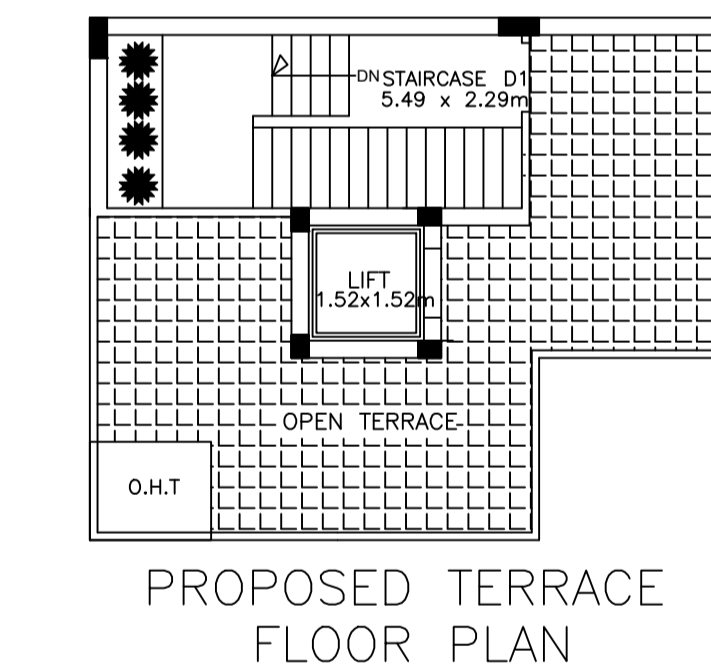 DN STAIRCASE D1
5.49 x 2.29m
LIFT
1.52x1.52m
OPEN TERRACE
O.H.T
PROPOSED TERRACE
FLOOR PLAN